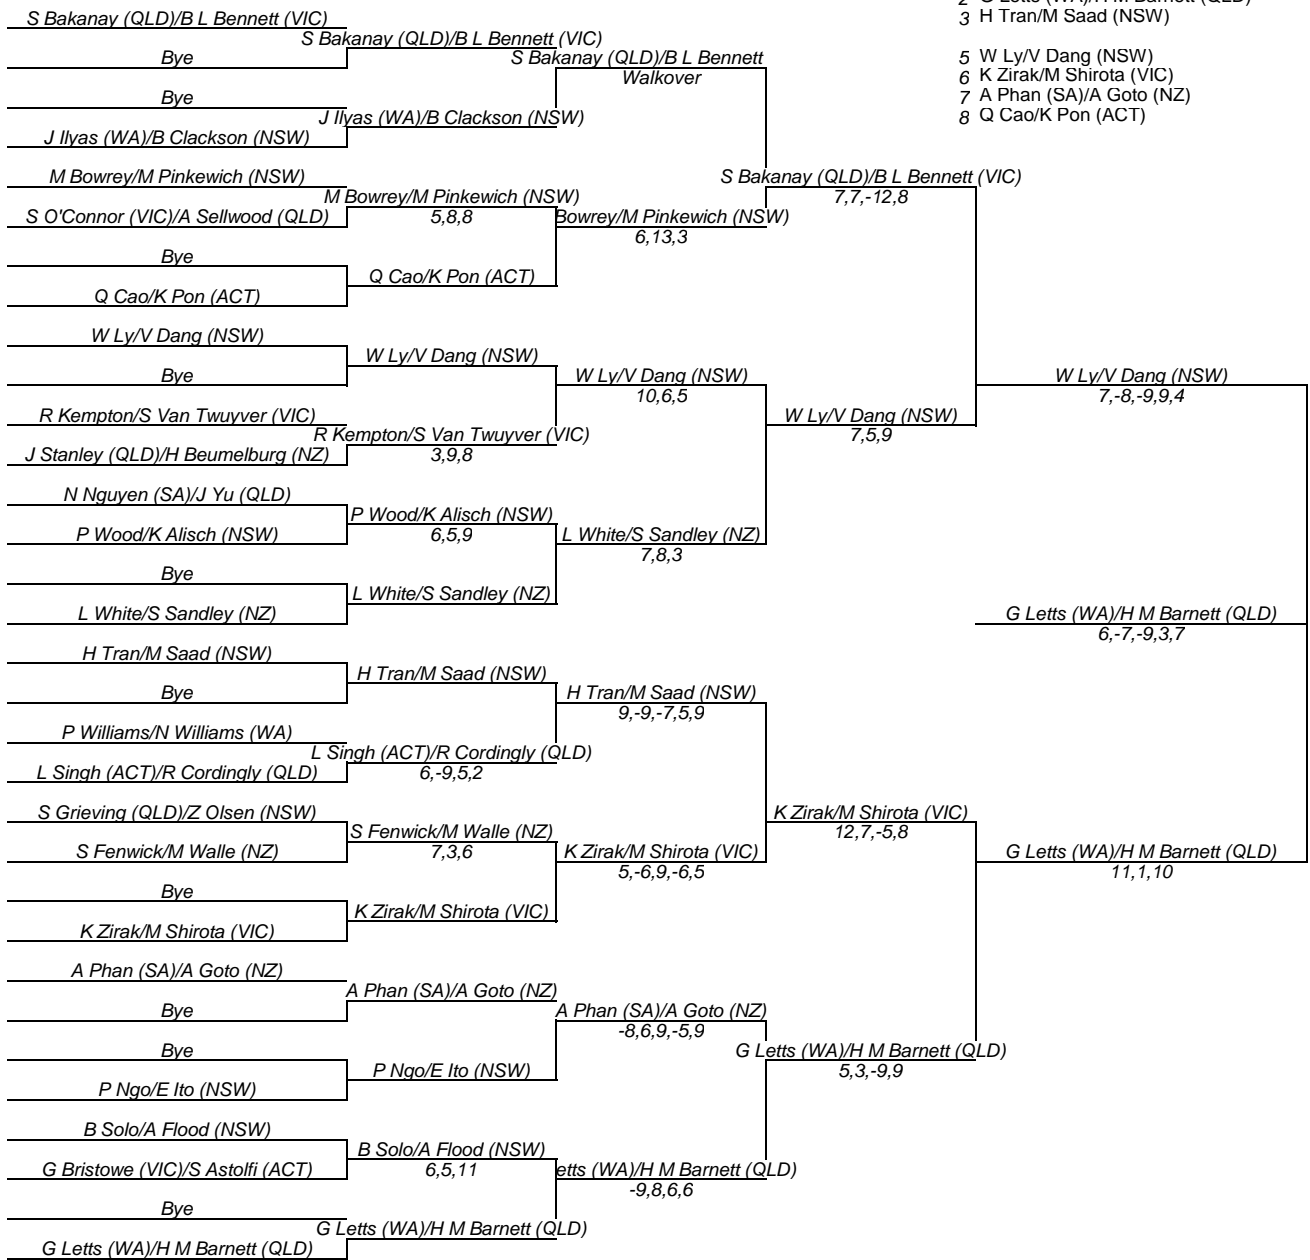 2 G Letts (WA)/H M Barnett (QLD)
3 H Tran/M Saad (NSW)
5 W Ly/V Dang (NSW)
6 K Zirak/M Shirota (VIC)
7 A Phan (SA)/A Goto (NZ)
8 Q Cao/K Pon (ACT)
S Bakanay (QLD)/B L Bennett (VIC)
Bye
Bye
J Ilyas (WA)/B Clackson (NSW)
M Bowrey/M Pinkewich (NSW)
S O'Connor (VIC)/A Sellwood (QLD)
Bye
Q Cao/K Pon (ACT)
W Ly/V Dang (NSW)
Bye
R Kempton/S Van Twuyver (VIC)
J Stanley (QLD)/H Beumelburg (NZ)
N Nguyen (SA)/J Yu (QLD)
P Wood/K Alisch (NSW)
Bye
L White/S Sandley (NZ)
H Tran/M Saad (NSW)
Bye
P Williams/N Williams (WA)
L Singh (ACT)/R Cordingly (QLD)
S Grieving (QLD)/Z Olsen (NSW)
S Fenwick/M Walle (NZ)
Bye
K Zirak/M Shirota (VIC)
A Phan (SA)/A Goto (NZ)
Bye
Bye
P Ngo/E Ito (NSW)
B Solo/A Flood (NSW)
G Bristowe (VIC)/S Astolfi (ACT)
Bye
G Letts (WA)/H M Barnett (QLD)
S Bakanay (QLD)/B L Bennett (VIC)
J Ilyas (WA)/B Clackson (NSW)
M Bowrey/M Pinkewich (NSW)
5,8,8
Q Cao/K Pon (ACT)
W Ly/V Dang (NSW)
R Kempton/S Van Twuyver (VIC)
3,9,8
P Wood/K Alisch (NSW)
6,5,9
L White/S Sandley (NZ)
H Tran/M Saad (NSW)
L Singh (ACT)/R Cordingly (QLD)
6,-9,5,2
S Fenwick/M Walle (NZ)
7,3,6
K Zirak/M Shirota (VIC)
A Phan (SA)/A Goto (NZ)
P Ngo/E Ito (NSW)
B Solo/A Flood (NSW)
6,5,11
G Letts (WA)/H M Barnett (QLD)
S Bakanay (QLD)/B L Bennett
Walkover
Bowrey/M Pinkewich (NSW)
6,13,3
W Ly/V Dang (NSW)
10,6,5
L White/S Sandley (NZ)
7,8,3
H Tran/M Saad (NSW)
9,-9,-7,5,9
K Zirak/M Shirota (VIC)
5,-6,9,-6,5
A Phan (SA)/A Goto (NZ)
-8,6,9,-5,9
etts (WA)/H M Barnett (QLD)
-9,8,6,6
S Bakanay (QLD)/B L Bennett (VIC)
7,7,-12,8
W Ly/V Dang (NSW)
7,5,9
K Zirak/M Shirota (VIC)
12,7,-5,8
G Letts (WA)/H M Barnett (QLD)
5,3,-9,9
W Ly/V Dang (NSW)
7,-8,-9,9,4
G Letts (WA)/H M Barnett (QLD)
11,1,10
G Letts (WA)/H M Barnett (QLD)
6,-7,-9,3,7